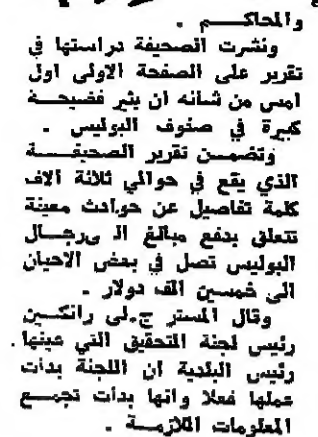 والمحاكم .
ونشرت الصحيفة دراستها في
تقرير على الصفحة الاولى اول
امس من شانه ان يثير فضيحة
كبيرة في صفوف البوليس .
وتضمن تقرير الصحيفة
الذي يقع في حوالي ثلاثة الاف
كلمة تفاصيل عن حوادث معينة
تتعلق بدفع مبالغ الى رجال
البوليس تصل في بعض الاحيان
الى خمسين الف دولار .
وقال المستر ج.لى رانكين
رئيس لجنة التحقيق التي عينها
رئيس البلدية ان اللجنة بدات
عملها فعلا وانها بدات تجمع
المعلومات اللازمة .